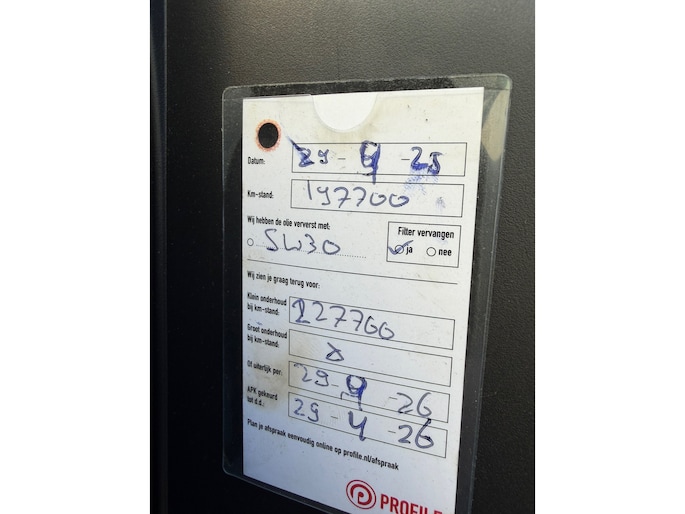 Datum: 29 - 4 - 25
Km-stand: 197700
Wij hebben de olie ververst met:
5W30
Filter vervangen
ja nee
Wij zien je graag terug voor:
Klein onderhoud bij km-stand: 227700
Groot onderhoud bij km-stand: x
Of uiterlijk per: 29 - 4 - 26
APK gekeurd tot d.d.: 29 - 4 - 26
Plan je afspraak eenvoudig online op profile.nl/afspraak
PROFILE